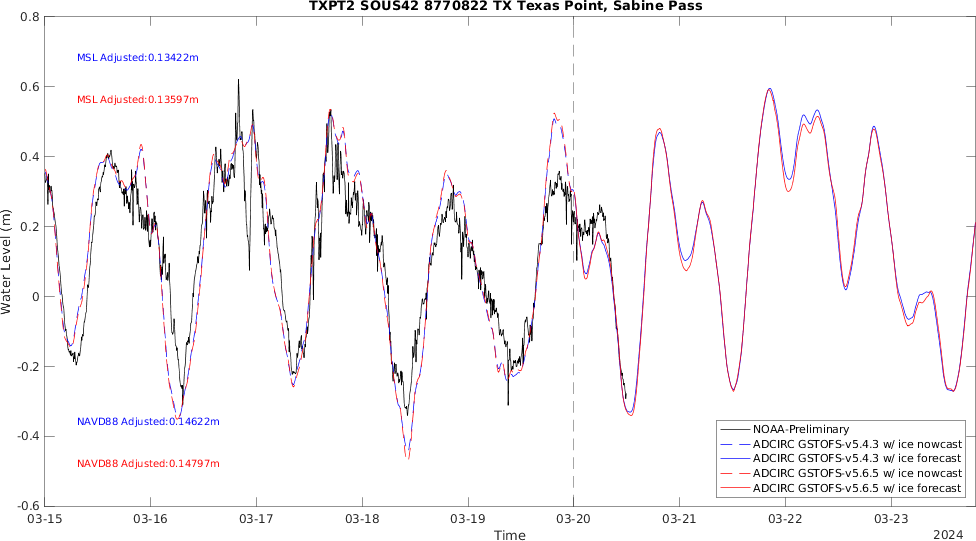 TXPT2 SOUS42 8770822 TX Texas Point, Sabine Pass
0.8
0.6
0.4
0.2
0
-0.2
-0.4
-0.6
Water Level (m)
MSL Adjusted:0.13422m
MSL Adjusted:0.13597m
NAVD88 Adjusted:0.14622m
NAVD88 Adjusted:0.14797m
NOAA-Preliminary
ADCIRC GSTOFS-v5.4.3 w/ ice nowcast
ADCIRC GSTOFS-v5.4.3 w/ ice forecast
ADCIRC GSTOFS-v5.6.5 w/ ice nowcast
ADCIRC GSTOFS-v5.6.5 w/ ice forecast
03-15 03-16 03-17 03-18 03-19 03-20 03-21 03-22 03-23
Time
2024